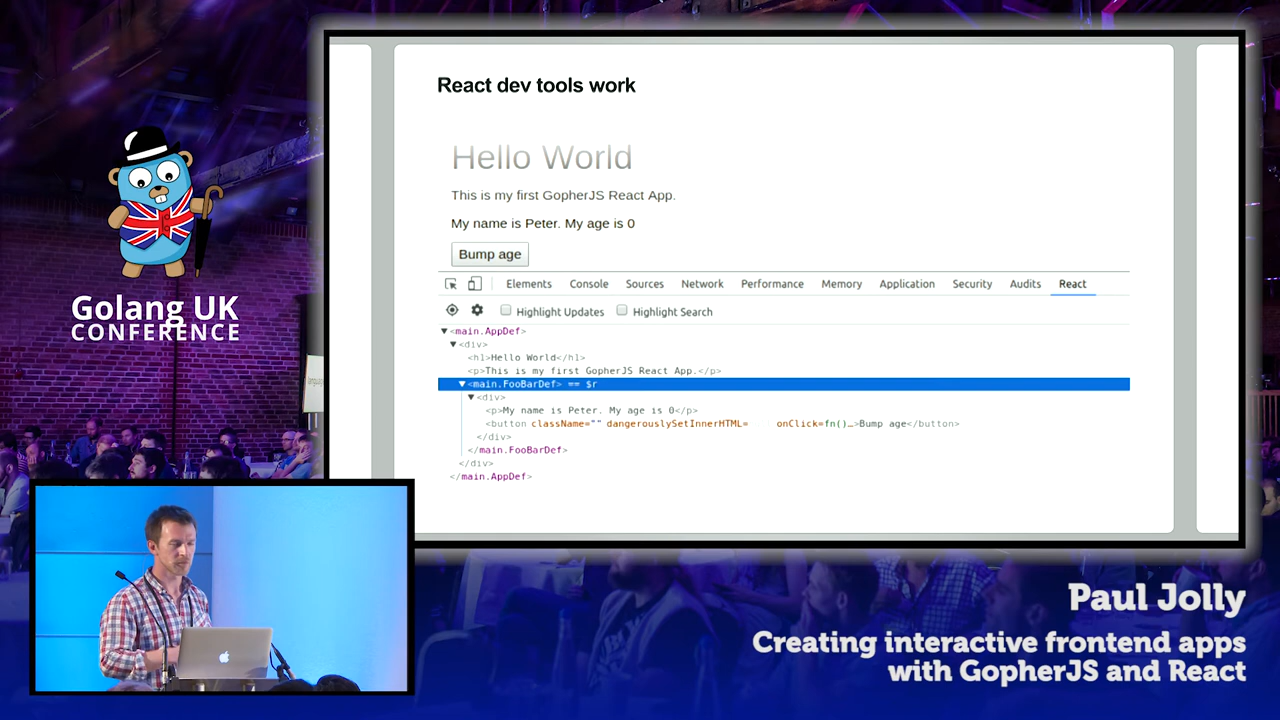 React dev tools work
Hello World
This is my first GopherJS React App.
My name is Peter. My age is 0
Bump age
Elements Console Sources Network Performance Memory Application Security Audits React
Highlight Updates Highlight Search
▼<main.AppDef>
▼<div>
<h1>Hello World</h1>
<p>This is my first GopherJS React App.</p>
▼<main.FooBarDef> == $r
▼<div>
<p>My name is Peter. My age is 0</p>
<button className="" dangerouslySetInnerHTML= onClick=fn()…>Bump age</button>
</div>
</main.FooBarDef>
</div>
</main.AppDef>
Golang UK
CONFERENCE
Paul Jolly
Creating interactive frontend apps
with GopherJS and React